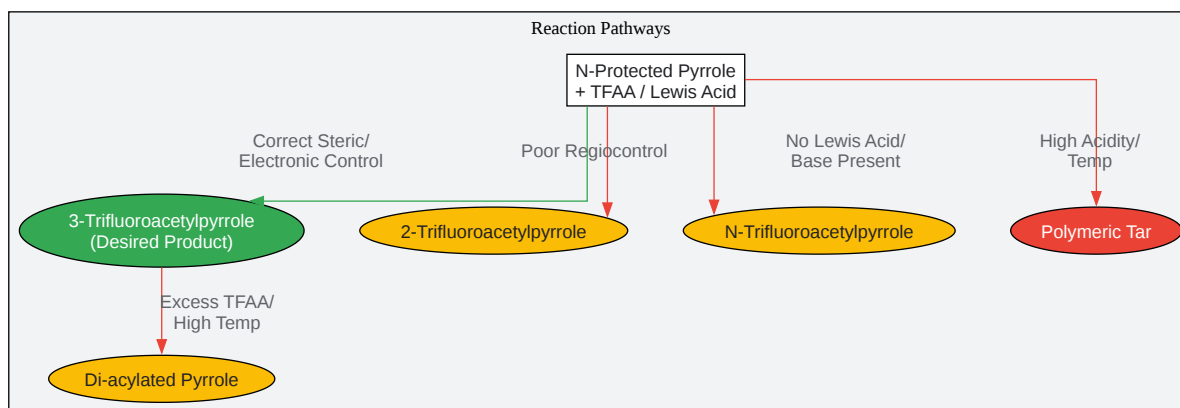 Reaction Pathways
N-Protected Pyrrole
+ TFAA / Lewis Acid
Correct Steric/
Electronic Control
Poor Regiocontrol
No Lewis Acid/
Base Present
High Acidity/
Temp
3-Trifluoroacetylpyrrole
(Desired Product)
2-Trifluoroacetylpyrrole
N-Trifluoroacetylpyrrole
Polymeric Tar
Excess TFAA/
High Temp
Di-acylated Pyrrole